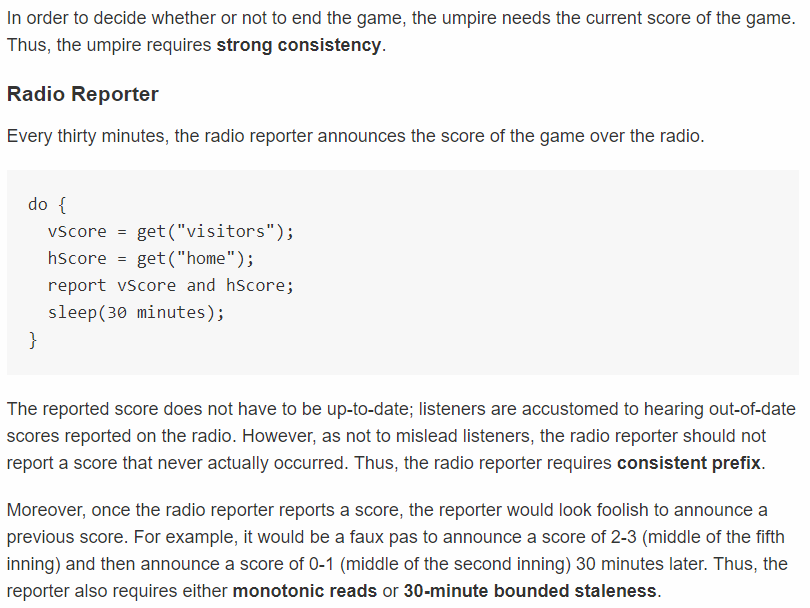 In order to decide whether or not to end the game, the umpire needs the current score of the game.
Thus, the umpire requires strong consistency.
Radio Reporter
Every thirty minutes, the radio reporter announces the score of the game over the radio.
do {
  vScore = get("visitors");
  hScore = get("home");
  report vScore and hScore;
  sleep(30 minutes);
}
The reported score does not have to be up-to-date; listeners are accustomed to hearing out-of-date
scores reported on the radio. However, as not to mislead listeners, the radio reporter should not
report a score that never actually occurred. Thus, the radio reporter requires consistent prefix.
Moreover, once the radio reporter reports a score, the reporter would look foolish to announce a
previous score. For example, it would be a faux pas to announce a score of 2-3 (middle of the fifth
inning) and then announce a score of 0-1 (middle of the second inning) 30 minutes later. Thus, the
reporter also requires either monotonic reads or 30-minute bounded staleness.